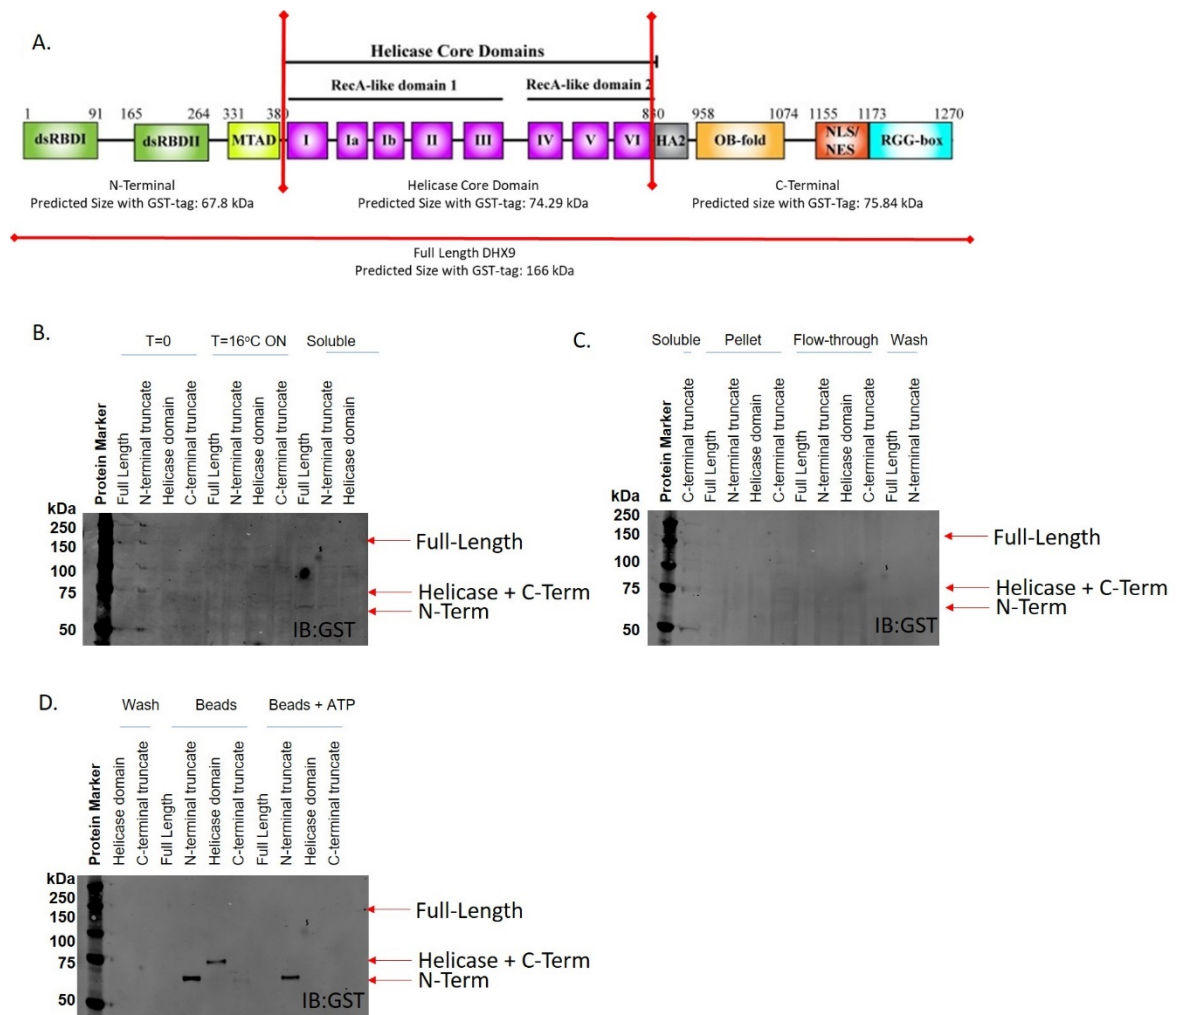 A.
Helicase Core Domains
RecA-like domain 1 RecA-like domain 2
1 91 165 264 331 380 830 958 1074 1155 1173 1270
dsRBDI dsRBDII MTAD I Ia Ib II III IV V VI HA2 OB-fold NLS/NES RGG-box
N-Terminal
Predicted Size with GST-tag: 67.8 kDa
Helicase Core Domain
Predicted Size with GST-tag: 74.29 kDa
C-Terminal
Predicted size with GST-Tag: 75.84 kDa
Full Length DHX9
Predicted Size with GST-tag: 166 kDa
B.
T=0 T=16°C ON Soluble
Protein Marker
Full Length
N-terminal truncate
Helicase domain
C-terminal truncate
Full Length
N-terminal truncate
Helicase domain
C-terminal truncate
Full Length
N-terminal truncate
Helicase domain
kDa
250
150
100
75
50
Full-Length
Helicase + C-Term
N-Term
IB:GST
C.
Soluble Pellet Flow-through Wash
Protein Marker
C-terminal truncate
Full Length
N-terminal truncate
Helicase domain
C-terminal truncate
Full Length
N-terminal truncate
Helicase domain
C-terminal truncate
Full Length
N-terminal truncate
kDa
250
150
100
75
50
Full-Length
Helicase + C-Term
N-Term
IB:GST
D.
Wash Beads Beads + ATP
Protein Marker
Helicase domain
C-terminal truncate
Full Length
N-terminal truncate
Helicase domain
C-terminal truncate
Full Length
N-terminal truncate
Helicase domain
C-terminal truncate
kDa
250
150
100
75
50
Full-Length
Helicase + C-Term
N-Term
IB:GST